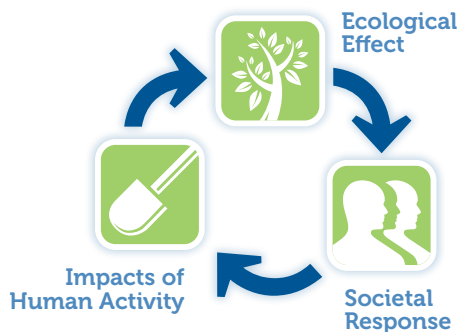 Ecological
Effect
Impacts of
Human Activity
Societal
Response